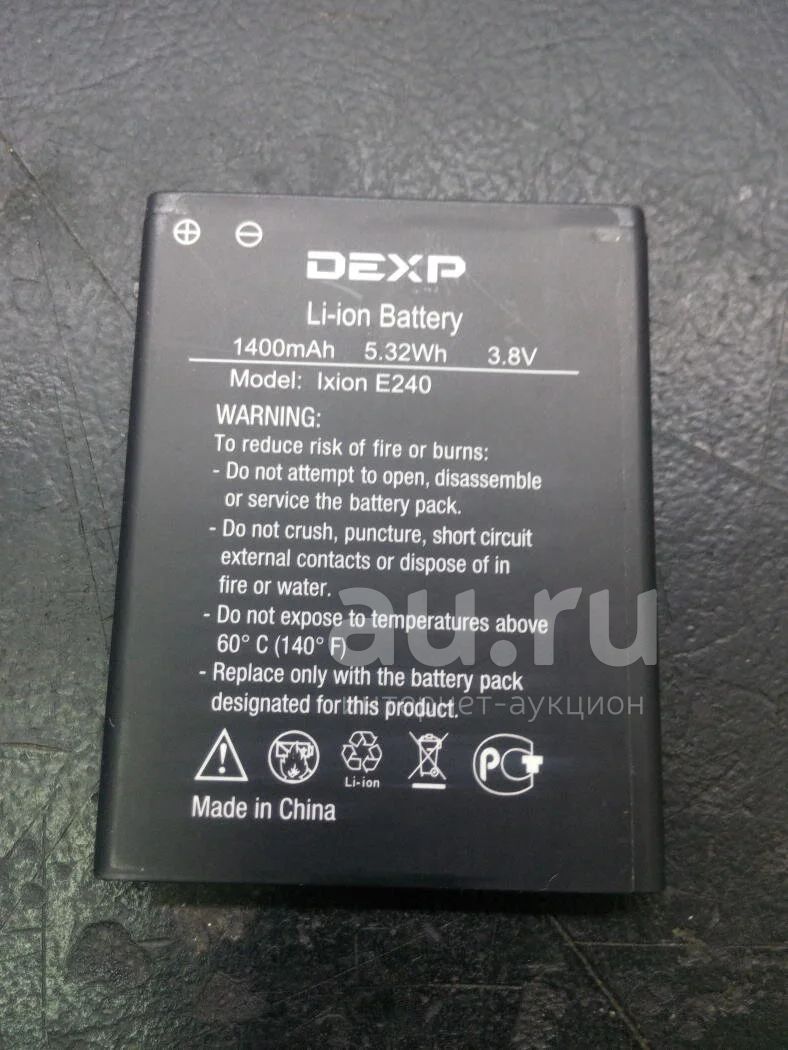 DEXP
Li-ion Battery
1400mAh 5.32Wh 3.8V
Model: Ixion E240
WARNING:
To reduce risk of fire or burns:
- Do not attempt to open, disassemble
or service the battery pack.
- Do not crush, puncture, short circuit
external contacts or dispose of in
fire or water.
- Do not expose to temperatures above
60° C (140° F)
- Replace only with the battery pack
designated for this product.
au.ru
интернет-аукцион
Li-ion
РСТ
Made in China